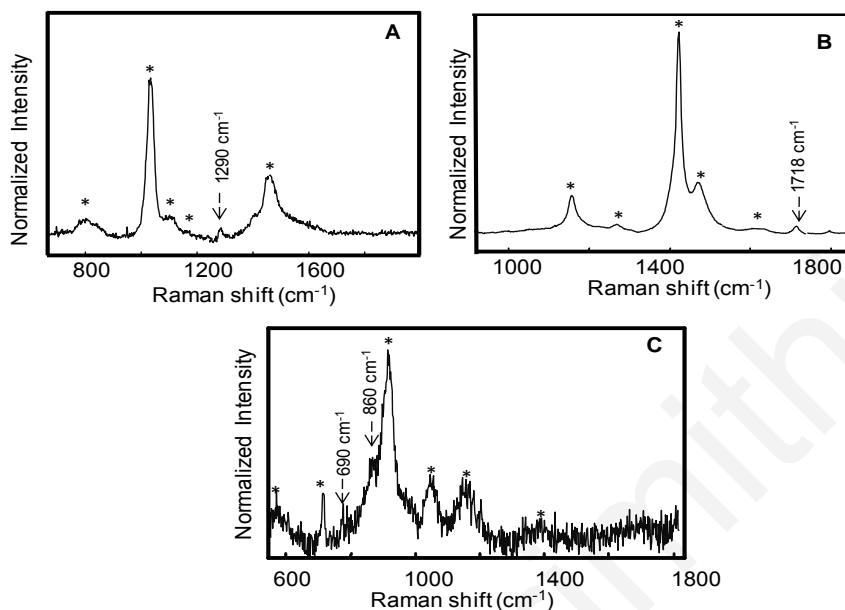 A
Normalized Intensity
*
*
*
*
1290 cm⁻¹
*
800
1200
1600
Raman shift (cm⁻¹)
B
Normalized Intensity
*
*
*
*
*
1718 cm⁻¹
1000
1400
1800
Raman shift (cm⁻¹)
C
Normalized Intensity
*
*
690 cm⁻¹
860 cm⁻¹
*
*
*
*
600
1000
1400
1800
Raman shift (cm⁻¹)